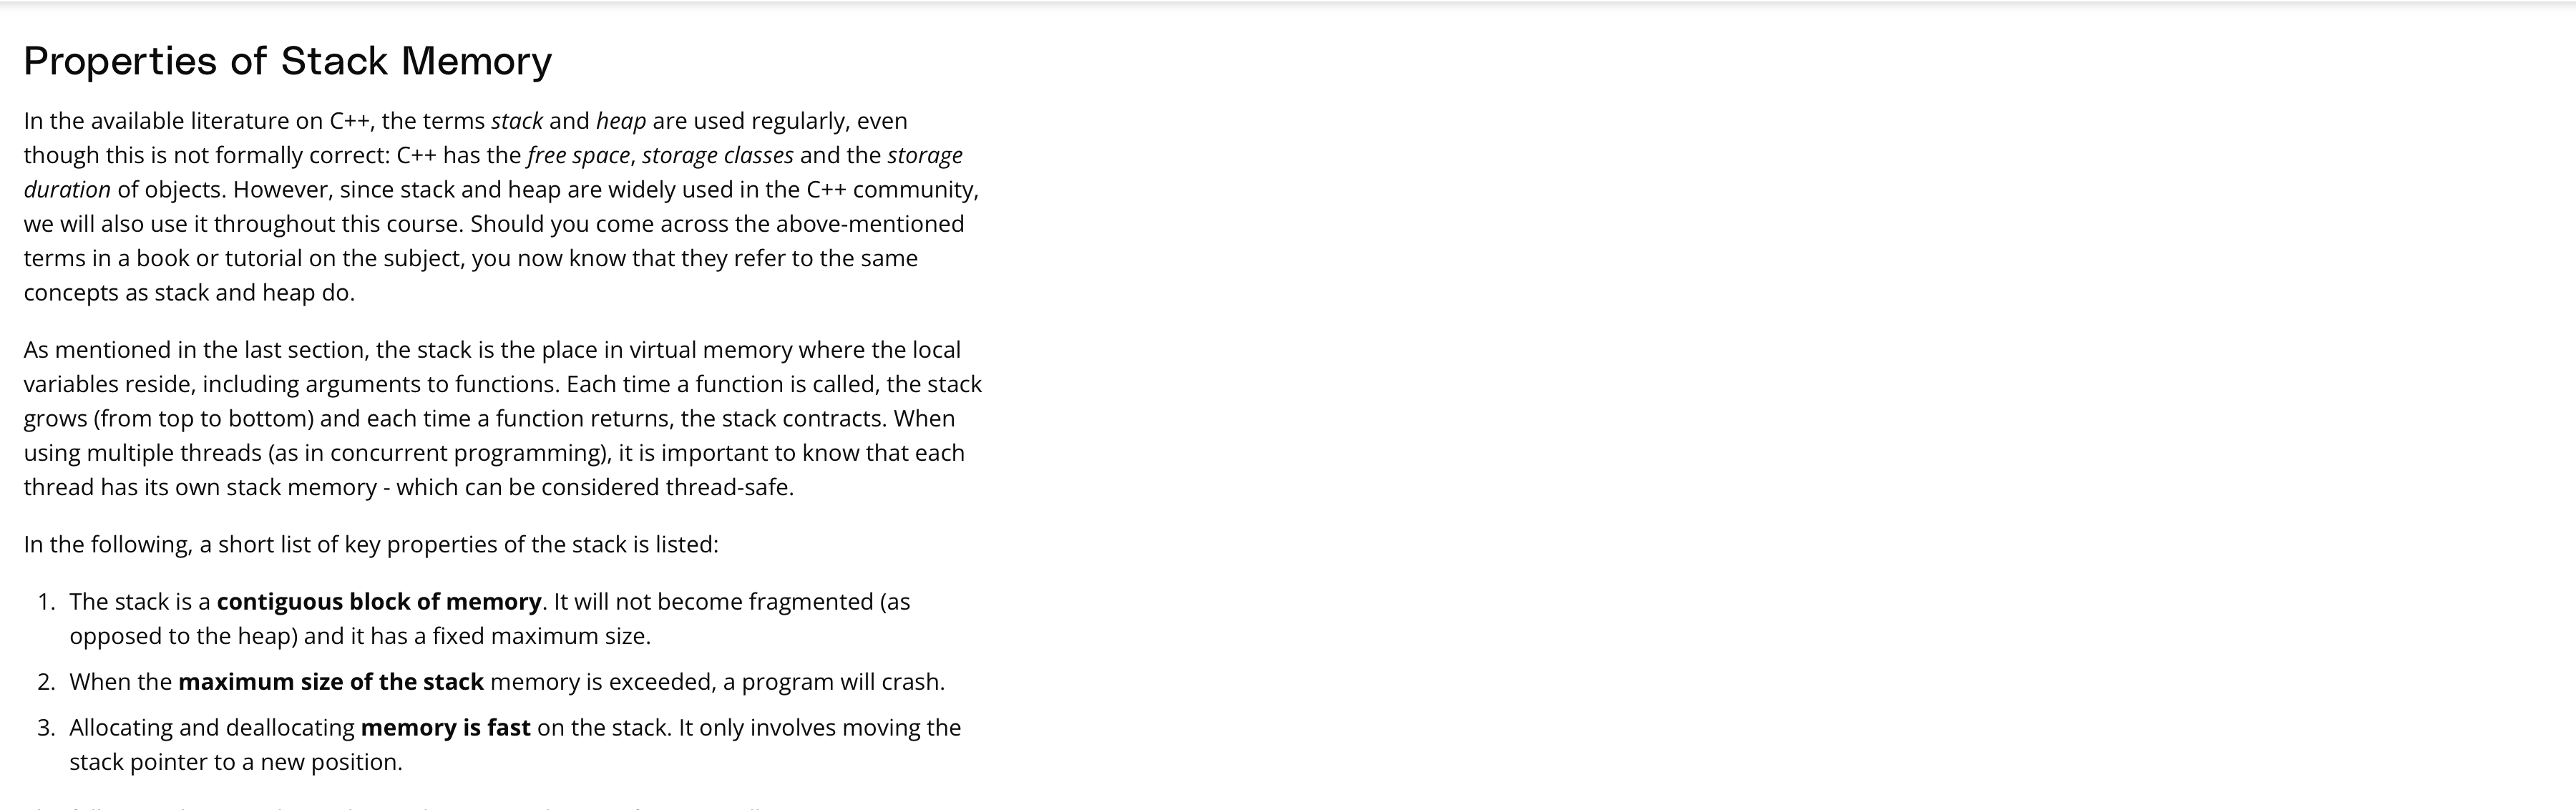 Properties of Stack Memory
In the available literature on C++, the terms stack and heap are used regularly, even
though this is not formally correct: C++ has the free space, storage classes and the storage
duration of objects. However, since stack and heap are widely used in the C++ community,
we will also use it throughout this course. Should you come across the above-mentioned
terms in a book or tutorial on the subject, you now know that they refer to the same
concepts as stack and heap do.
As mentioned in the last section, the stack is the place in virtual memory where the local
variables reside, including arguments to functions. Each time a function is called, the stack
grows (from top to bottom) and each time a function returns, the stack contracts. When
using multiple threads (as in concurrent programming), it is important to know that each
thread has its own stack memory - which can be considered thread-safe.
In the following, a short list of key properties of the stack is listed:
1. The stack is a contiguous block of memory. It will not become fragmented (as
opposed to the heap) and it has a fixed maximum size.
2. When the maximum size of the stack memory is exceeded, a program will crash.
3. Allocating and deallocating memory is fast on the stack. It only involves moving the
stack pointer to a new position.